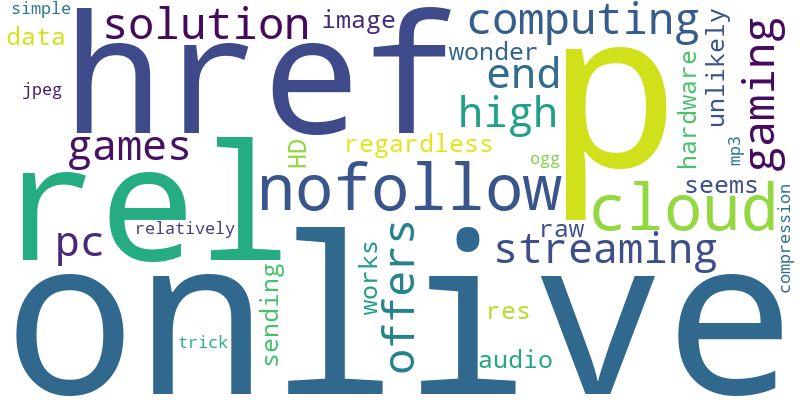 simple
solution
image
computing
data
href
wonder
p
unlikely
gaming
jpeg
end
hardware
high
games
HD
regardless
ogg
mp3
rel
nofollow
seems
cloud
compression
pc
relatively
raw
works
offers
streaming
sending
onlive
res
trick
audio